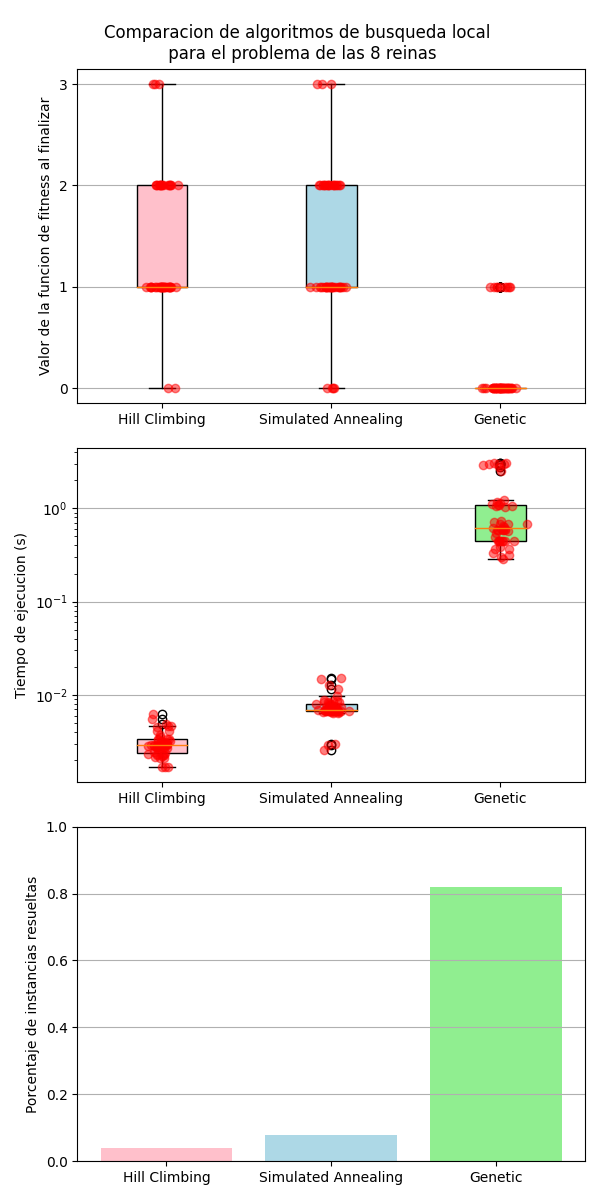 Comparacion de algoritmos de busqueda local
para el problema de las 8 reinas
Valor de la funcion de fitness al finalizar
3
2
1
0
Hill Climbing Simulated Annealing Genetic
Tiempo de ejecucion (s)
10⁰
10⁻¹
10⁻²
Hill Climbing Simulated Annealing Genetic
Porcentaje de instancias resueltas
1.0
0.8
0.6
0.4
0.2
0.0
Hill Climbing Simulated Annealing Genetic